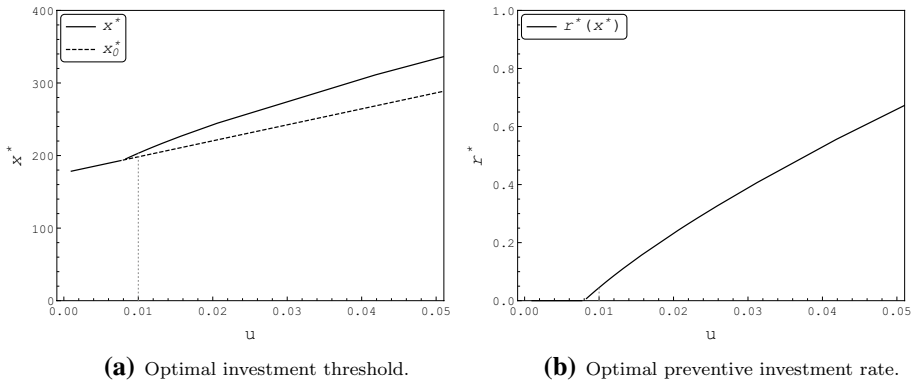 400
300
200
100
0
x*
x*
x₀*
0.00 0.01 0.02 0.03 0.04 0.05
u
(a) Optimal investment threshold.
1.0
0.8
0.6
0.4
0.2
0.0
r*
r*(x*)
0.00 0.01 0.02 0.03 0.04 0.05
u
(b) Optimal preventive investment rate.